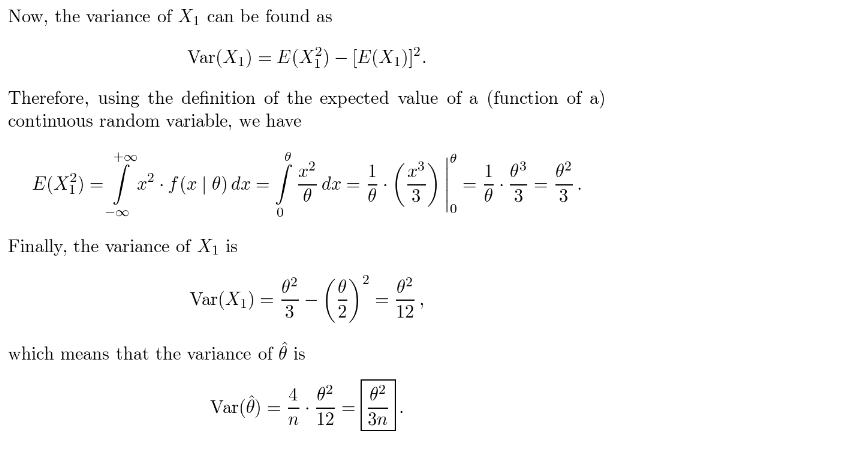 Now, the variance of X₁ can be found as
Var(X₁) = E(X₁²) − [E(X₁)]².
Therefore, using the definition of the expected value of a (function of a)
continuous random variable, we have
E(X₁²) = ∫_{−∞}^{+∞} x² · f(x | θ) dx = ∫_{0}^{θ} x²/θ dx = 1/θ · (x³/3) |_{0}^{θ} = 1/θ · θ³/3 = θ²/3 .
Finally, the variance of X₁ is
Var(X₁) = θ²/3 − (θ/2)² = θ²/12 ,
which means that the variance of θ̂ is
Var(θ̂) = 4/n · θ²/12 = θ²/3n .